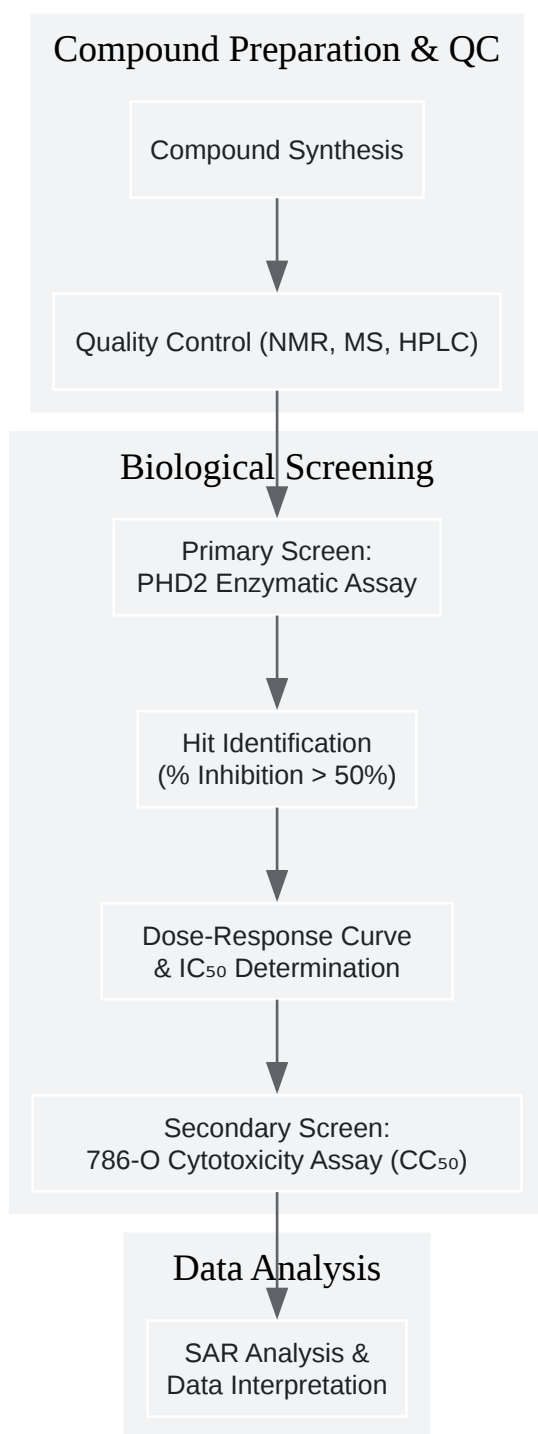 Compound Preparation & QC
Compound Synthesis
Quality Control (NMR, MS, HPLC)
Biological Screening
Primary Screen:
PHD2 Enzymatic Assay
Hit Identification
(% Inhibition > 50%)
Dose-Response Curve
& IC₅₀ Determination
Secondary Screen:
786-O Cytotoxicity Assay (CC₅₀)
Data Analysis
SAR Analysis &
Data Interpretation